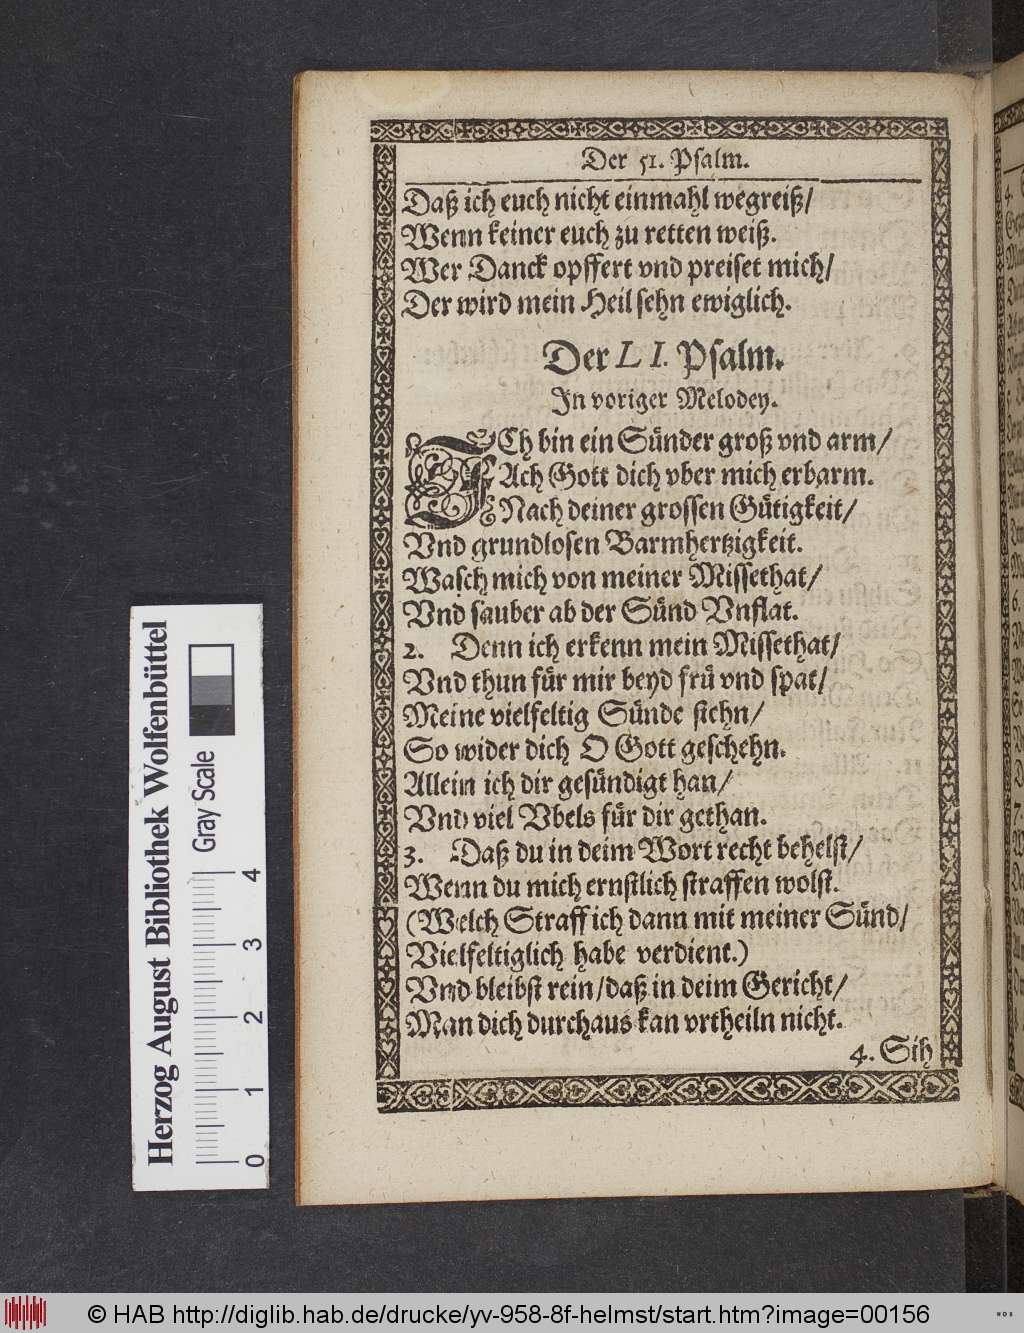 Der 51. Psalm.
Daß ich euch nicht einmahl wegreiß/
Wenn keiner euch zu retten weiß.
Wer Danck opffert vnd preiset mich/
Der wird mein Heil sehn ewiglich.
Der LI. Psalm.
In voriger Melodey.
ICh bin ein Sünder groß vnd arm/
Ach Gott dich vber mich erbarm.
Nach deiner grossen Gütigkeit/
Vnd grundlosen Barmhertzigkeit.
Wasch mich von meiner Missethat/
Vnd sauber ab der Sünd Vnflat.
2. Denn ich erkenn mein Missethat/
Vnd thun für mir beyd frü vnd spat/
Meine vielfeltig Sünde stehn/
So wider dich O Gott geschehn.
Allein ich dir gesündigt han/
Vnd viel Vbels für dir gethan.
3. Daß du in deim Wort recht behelst/
Wenn du mich ernstlich straffen wolst.
(Welch Straff ich dann mit meiner Sünd/
Vielfeltiglich habe verdient.)
Vnd bleibst rein/daß in deim Gericht/
Man dich durchaus kan vrtheiln nicht.
4. Sih
Herzog August Bibliothek Wolfenbüttel
Gray Scale
0 1 2 3 4
© HAB http://diglib.hab.de/drucke/yv-958-8f-helmst/start.htm?image=00156